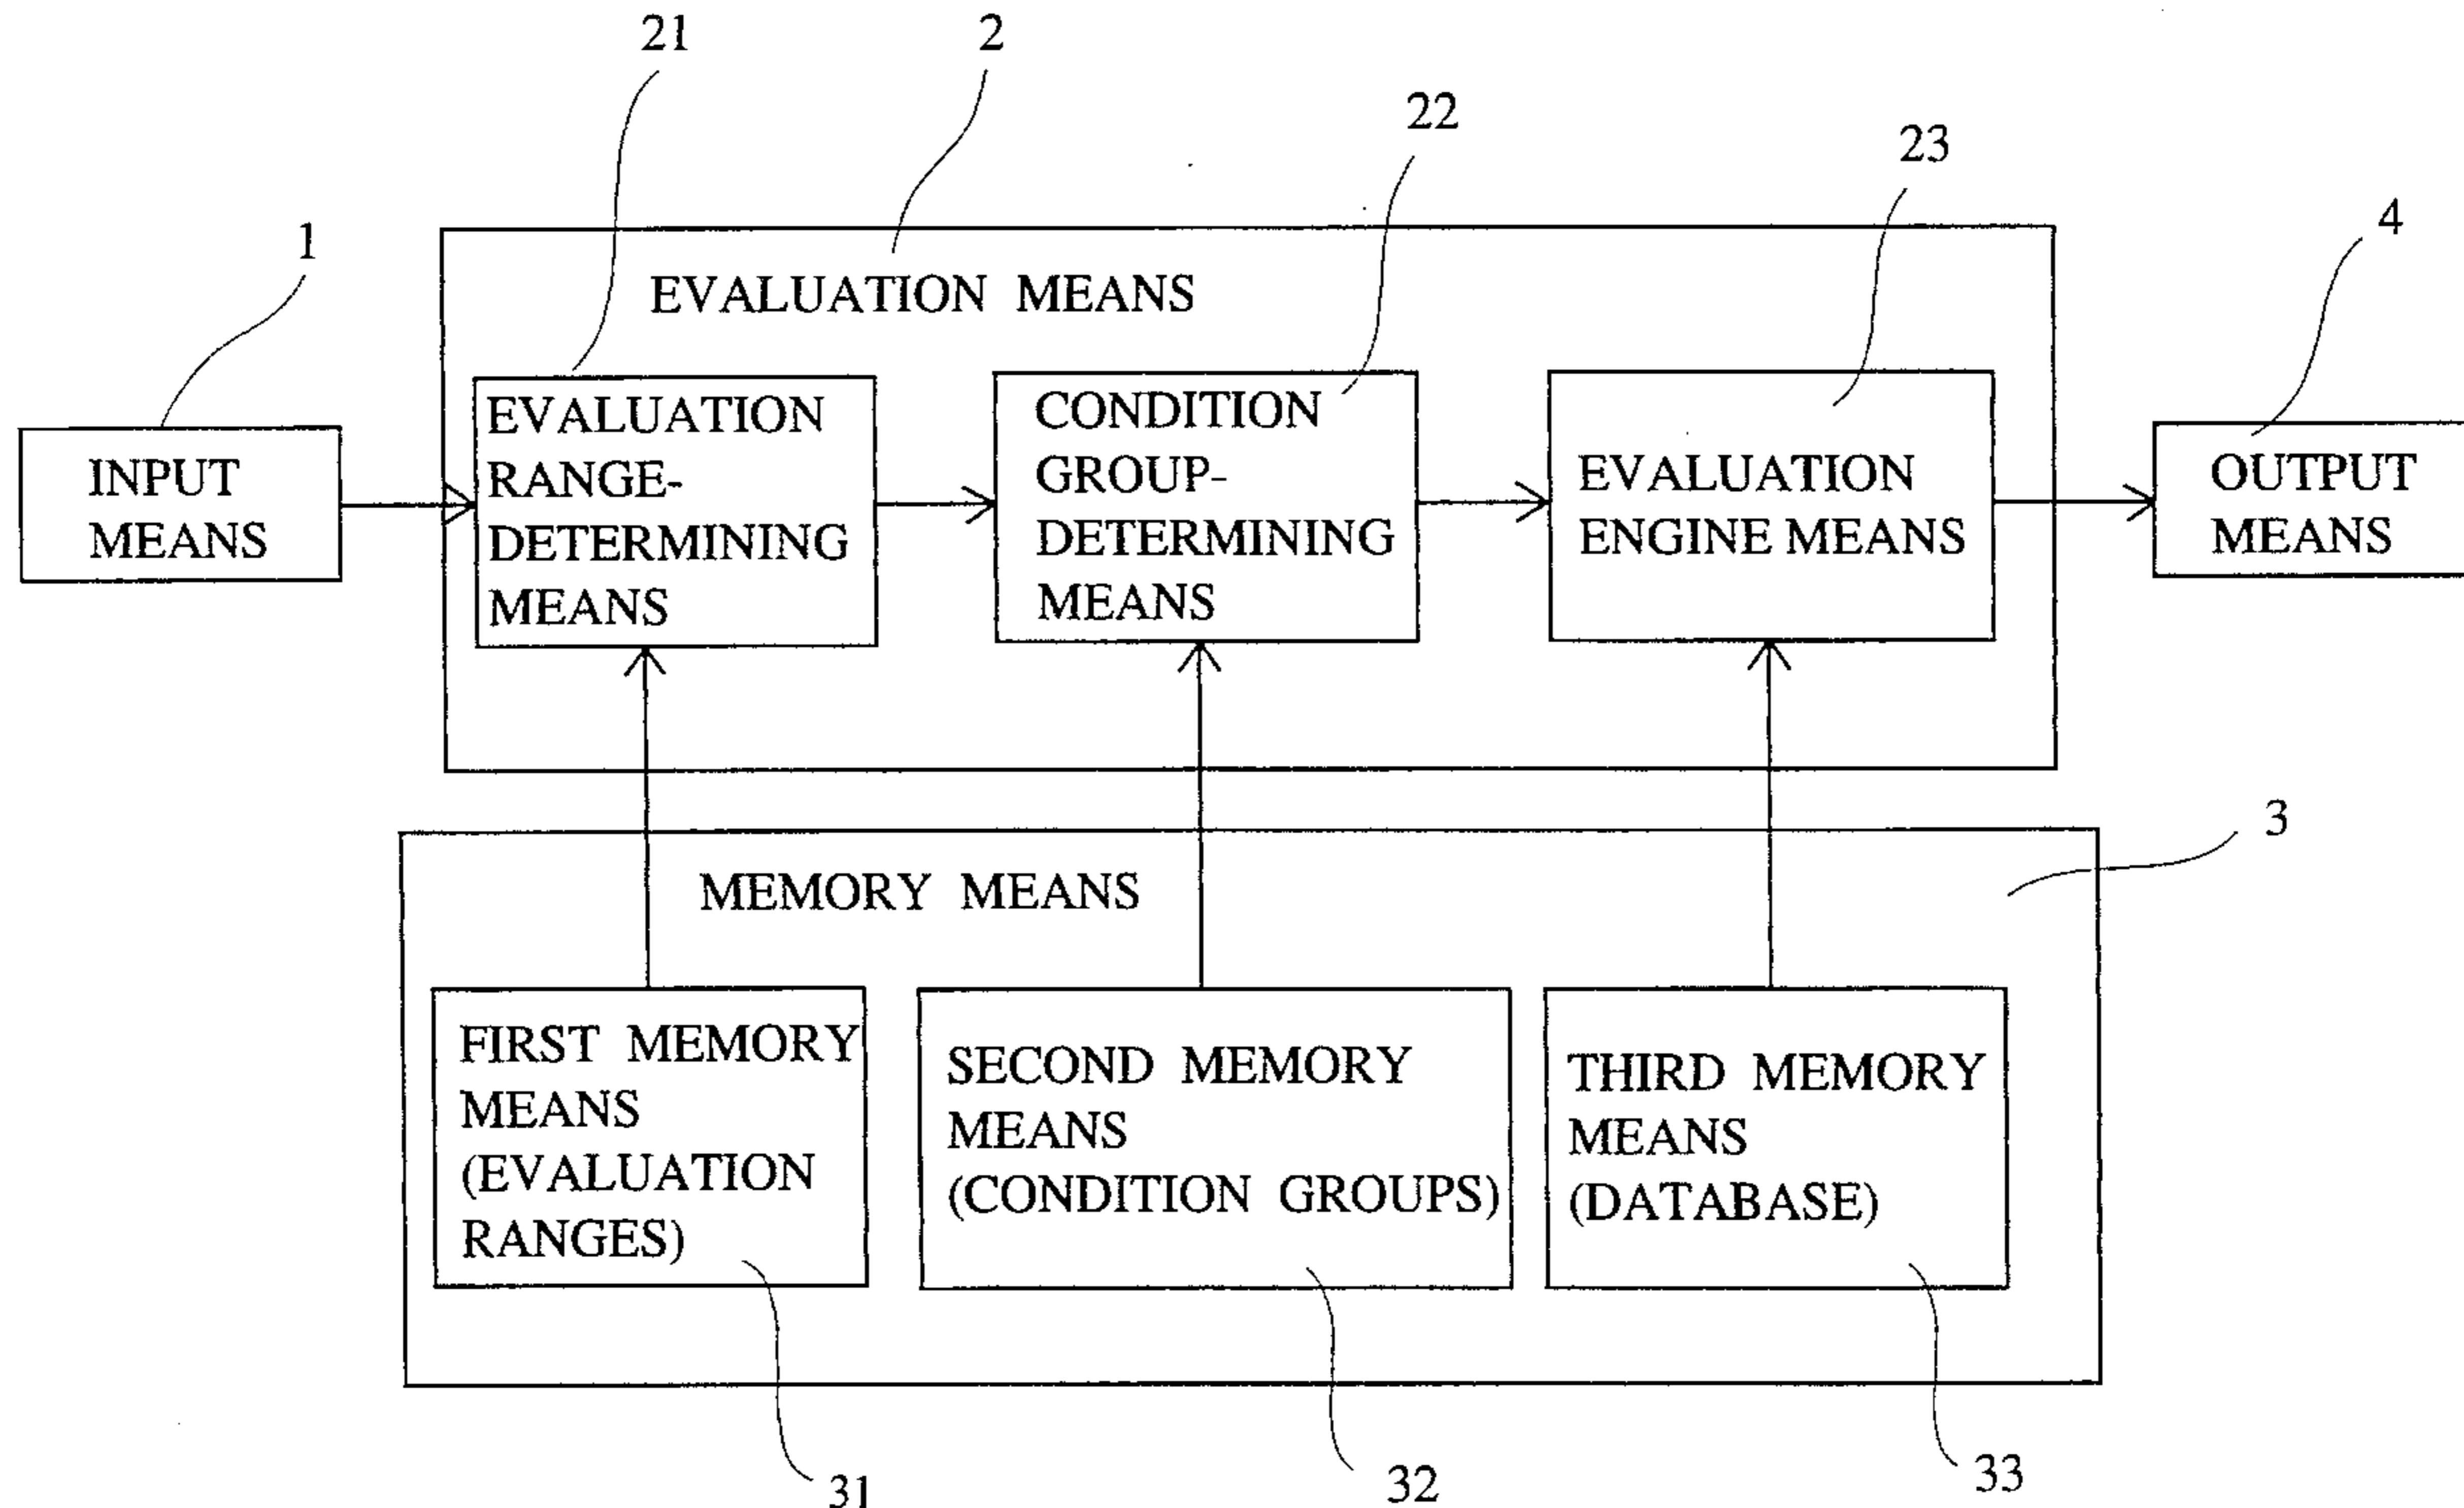 21
2
22
23
1
4
EVALUATION MEANS
INPUT
MEANS
EVALUATION
RANGE-
DETERMINING
MEANS
CONDITION
GROUP-
DETERMINING
MEANS
EVALUATION
ENGINE MEANS
OUTPUT
MEANS
3
MEMORY MEANS
FIRST MEMORY
MEANS
(EVALUATION
RANGES)
SECOND MEMORY
MEANS
(CONDITION GROUPS)
THIRD MEMORY
MEANS
(DATABASE)
31
32
33